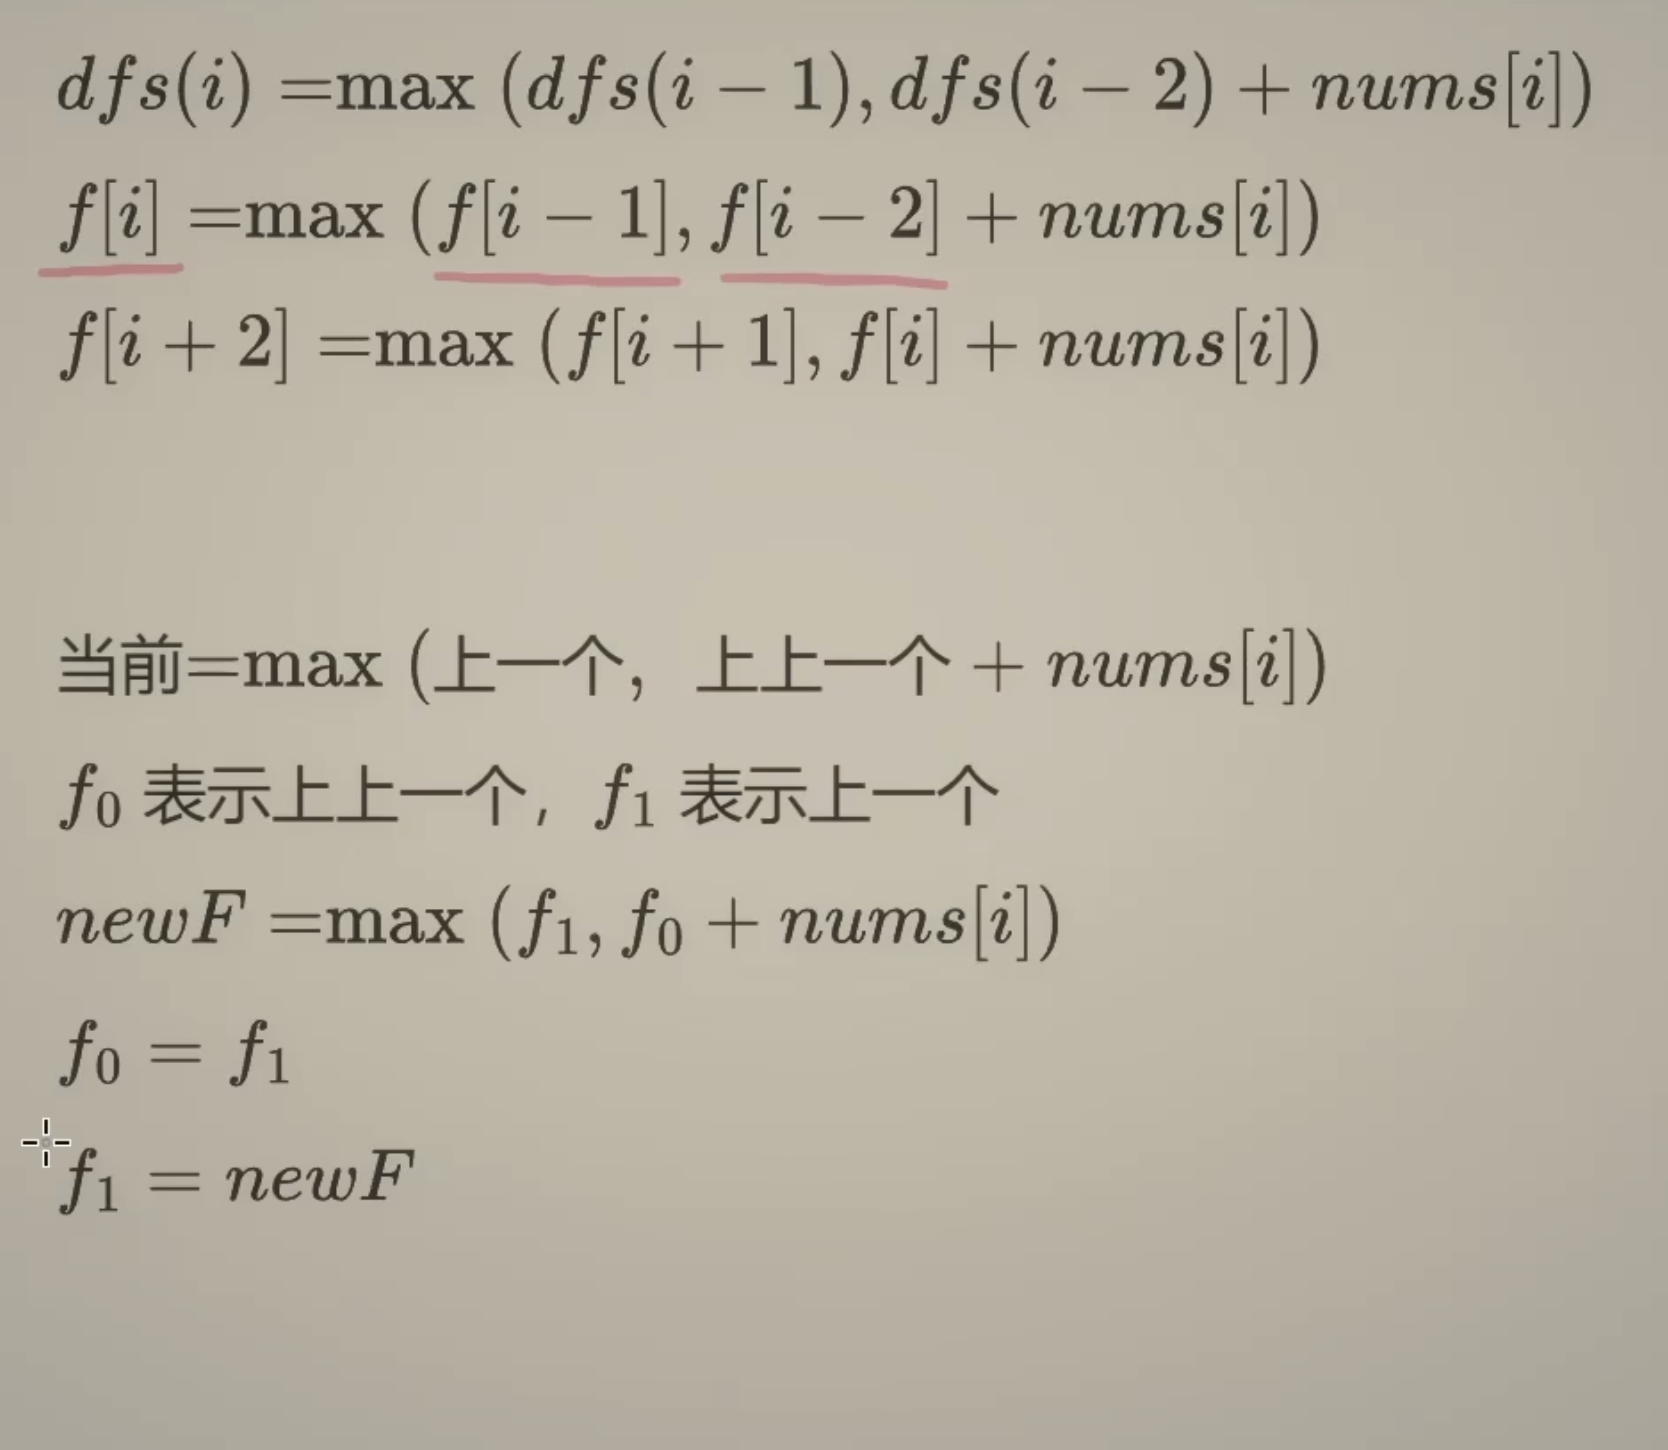 dfs(i) =max (dfs(i − 1), dfs(i − 2) + nums[i])
f[i] =max (f[i − 1], f[i − 2] + nums[i])
f[i + 2] =max (f[i + 1], f[i] + nums[i])
当前=max (上一个, 上上一个 + nums[i])
f₀ 表示上上一个, f₁ 表示上一个
newF =max (f₁, f₀ + nums[i])
f₀ = f₁
f₁ = newF